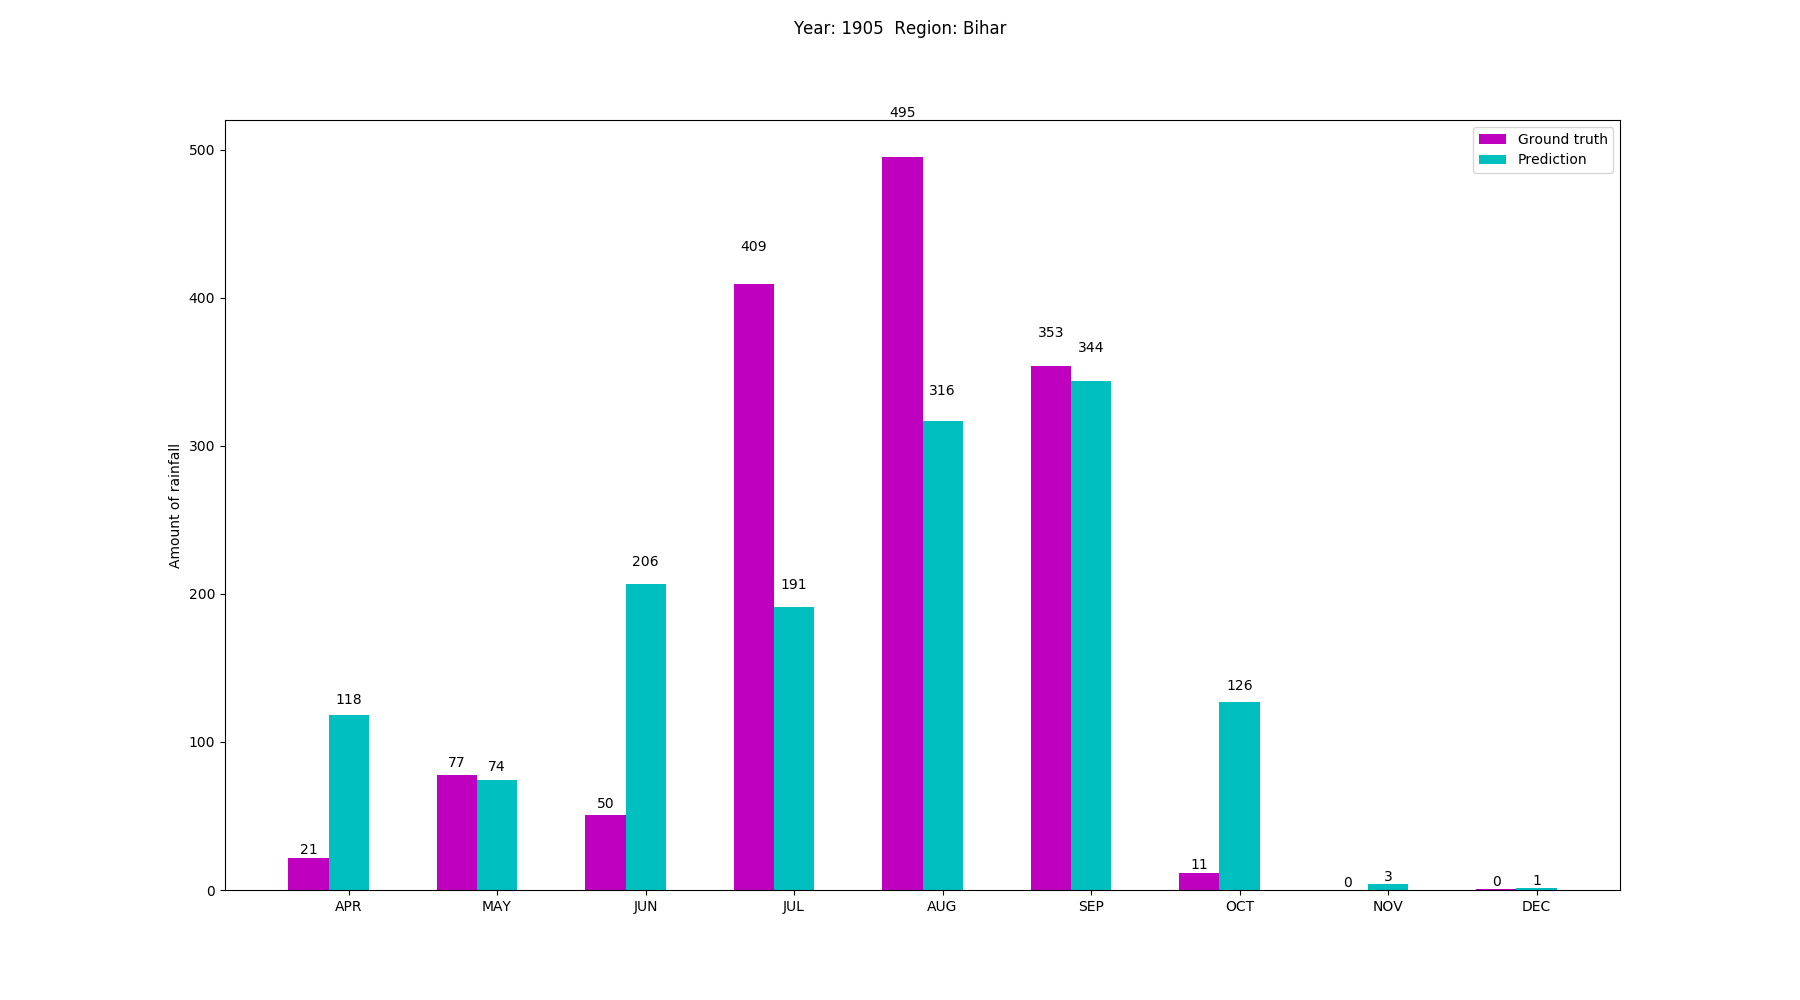 Year: 1905  Region: Bihar
495
Ground truth
Prediction
500
409
400
353
344
316
300
Amount of rainfall
206
191
200
118
126
100
77
74
50
21
11
0
3
0
1
0
APR
MAY
JUN
JUL
AUG
SEP
OCT
NOV
DEC